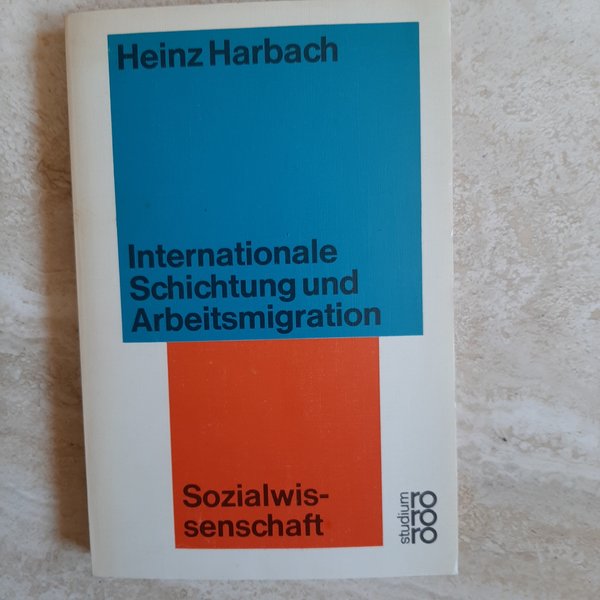 Heinz Harbach
Internationale
Schichtung und
Arbeitsmigration
Sozialwis-
senschaft
studium
ro
ro
ro